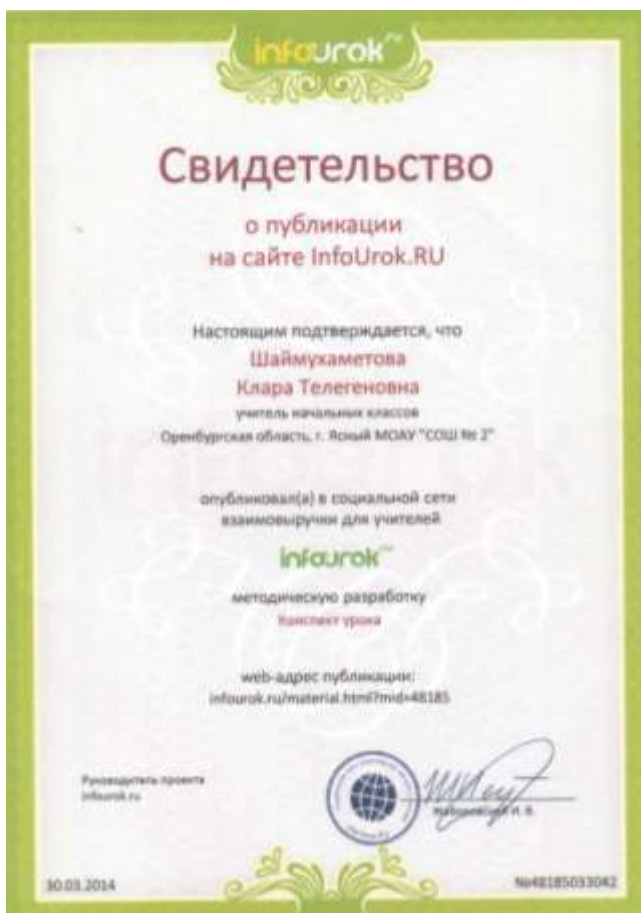 infourok™
Свидетельство
о публикации
на сайте InfoUrok.RU
Настоящим подтверждается, что
Шаймухаметова
Клара Телегеновна
учитель начальных классов
Оренбургская область, г. Ясный МОАУ "СОШ № 2"
опубликовал(а) в социальной сети
взаимовыручки для учителей
infourok™
методическую разработку
Конспект урока
web-адрес публикации:
infourok.ru/material.html?mid=48185
Руководитель проекта
infourok.ru
И. В.
30.03.2014
№48185033042